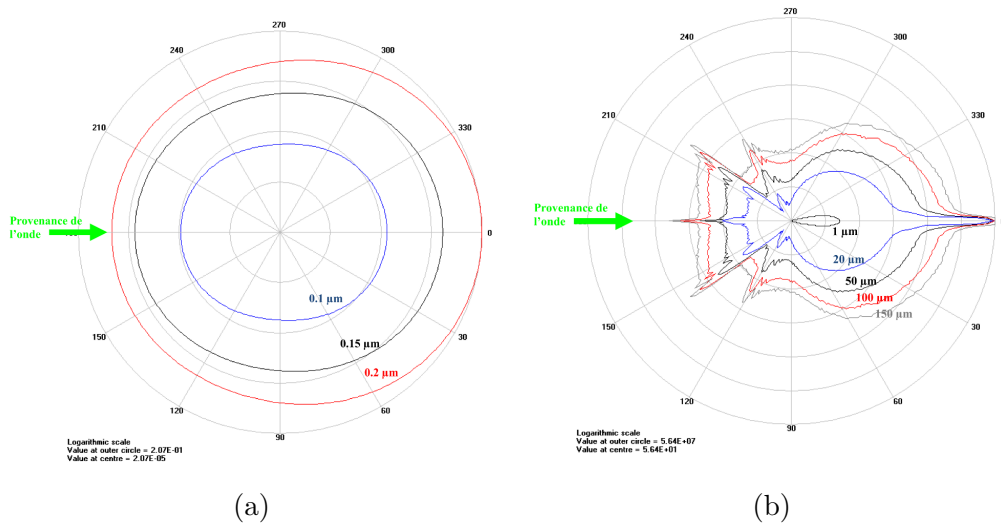 270
240
300
210
330
Provenance de
l'onde
0
0.1 µm
0.15 µm
0.2 µm
150
30
120
60
90
Logarithmic scale
Value at outer circle = 2.07E-01
Value at centre = 2.07E-05
(a)
270
240
300
210
330
Provenance de
l'onde
1 µm
20 µm
50 µm
100 µm
150 µm
150
30
120
60
90
Logarithmic scale
Value at outer circle = 5.64E+07
Value at centre = 5.64E+01
(b)